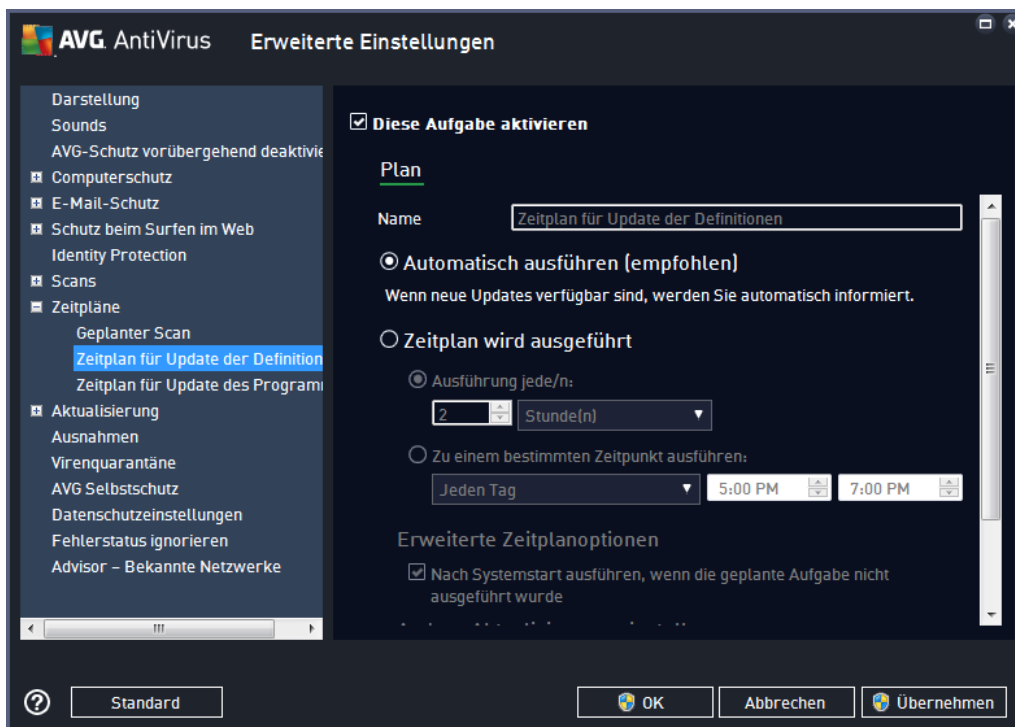 AVG. AntiVirus Erweiterte Einstellungen
Darstellung
Sounds
AVG-Schutz vorübergehend deaktivie
Computerschutz
E-Mail-Schutz
Schutz beim Surfen im Web
Identity Protection
Scans
Zeitpläne
Geplanter Scan
Zeitplan für Update der Definition
Zeitplan für Update des Program
Aktualisierung
Ausnahmen
Virenquarantäne
AVG Selbstschutz
Datenschutzeinstellungen
Fehlerstatus ignorieren
Advisor – Bekannte Netzwerke
Diese Aufgabe aktivieren
Plan
Name Zeitplan für Update der Definitionen
Automatisch ausführen (empfohlen)
Wenn neue Updates verfügbar sind, werden Sie automatisch informiert.
Zeitplan wird ausgeführt
Ausführung jede/n:
2 Stunde(n)
Zu einem bestimmten Zeitpunkt ausführen:
Jeden Tag 5:00 PM 7:00 PM
Erweiterte Zeitplanoptionen
Nach Systemstart ausführen, wenn die geplante Aufgabe nicht
ausgeführt wurde
? Standard OK Abbrechen Übernehmen